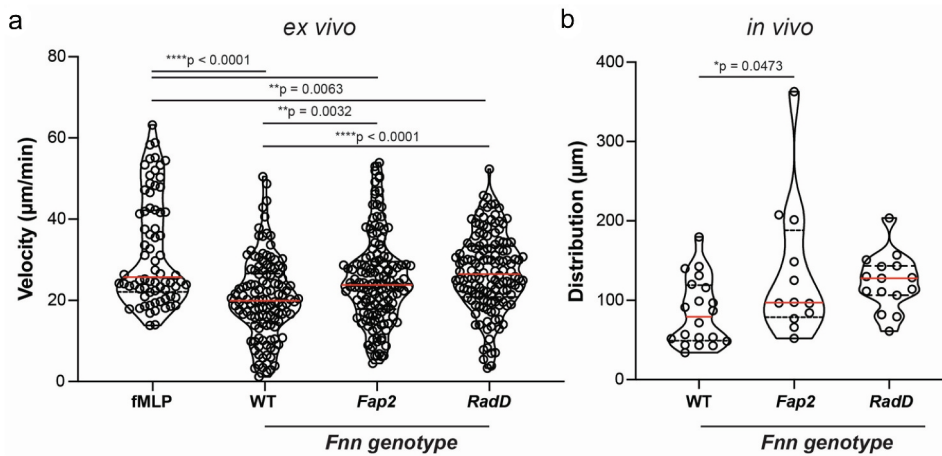 a
ex vivo
80
60
40
20
0
Velocity (µm/min)
****p < 0.0001
**p = 0.0063
**p = 0.0032
****p < 0.0001
fMLP WT Fap2 RadD
Fnn genotype
b
in vivo
400
300
200
100
0
Distribution (µm)
*p = 0.0473
WT Fap2 RadD
Fnn genotype